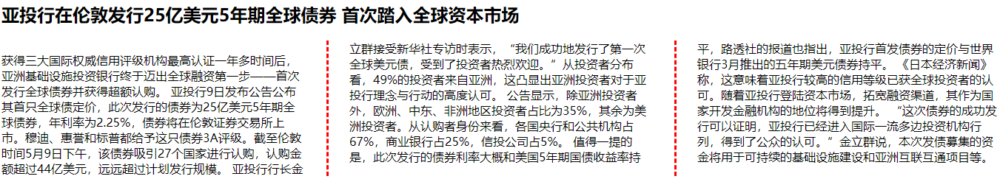 亚投行在伦敦发行25亿美元5年期全球债券 首次踏入全球资本市场
获得三大国际权威信用评级机构最高认证一年多时间后，
亚洲基础设施投资银行终于迈出全球融资第一步——首次
发行全球债券并获得超额认购。 亚投行9日发布公告公布
其首只全球债定价，此次发行的债券为25亿美元5年期全
球债券，年利率为2.25%，债券将在伦敦证券交易所上
市。穆迪、惠誉和标普都给予这只债券3A评级。截至伦敦
时间5月9日下午，该债券吸引27个国家进行认购，认购金
额超过44亿美元，远远超过计划发行规模。 亚投行行长金
立群接受新华社专访时表示，“我们成功地发行了第一次
全球美元债，受到了投资者热烈欢迎。”从投资者分布
看，49%的投资者来自亚洲，这凸显出亚洲投资者对于亚
投行理念与行动的高度认可。 公告显示，除亚洲投资者
外，欧洲、中东、非洲地区投资者占比为35%，其余为美
洲投资者。从认购者身份来看，各国央行和公共机构占
67%，商业银行占25%，信投公司占5%。 值得一提的
是，此次发行的债券利率大概和美国5年期国债收益率持
平，路透社的报道也指出，亚投行首发债券的定价与世界
银行3月推出的五年期美元债券持平。《日本经济新闻》
称，这意味着亚投行较高的信用等级已获全球投资者的认
可。随着亚投行登陆资本市场，拓宽融资渠道，其作为国
家开发金融机构的地位将得到提升。 “这次债券的成功发
行可以证明，亚投行已经进入国际一流多边投资机构行
列，得到了公众的认可。”金立群说，本次发债募集的资
金将用于可持续的基础设施建设和亚洲互联互通项目等。